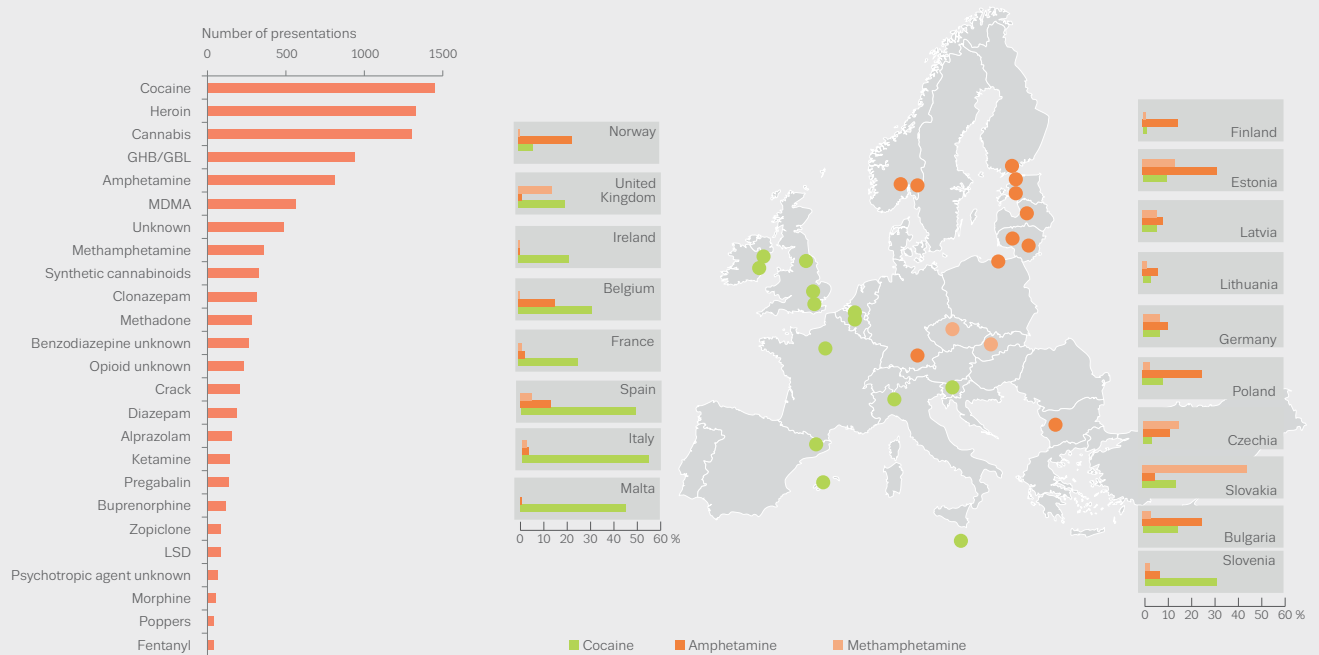 Number of presentations
0 500 1000 1500
Cocaine
Heroin
Cannabis
GHB/GBL
Amphetamine
MDMA
Unknown
Methamphetamine
Synthetic cannabinoids
Clonazepam
Methadone
Benzodiazepine unknown
Opioid unknown
Crack
Diazepam
Alprazolam
Ketamine
Pregabalin
Buprenorphine
Zopiclone
LSD
Psychotropic agent unknown
Morphine
Poppers
Fentanyl
Norway
United
Kingdom
Ireland
Belgium
France
Spain
Italy
Malta
0 10 20 30 40 50 60 %
Finland
Estonia
Latvia
Lithuania
Germany
Poland
Czechia
Slovakia
Bulgaria
Slovenia
0 10 20 30 40 50 60 %
Cocaine Amphetamine Methamphetamine